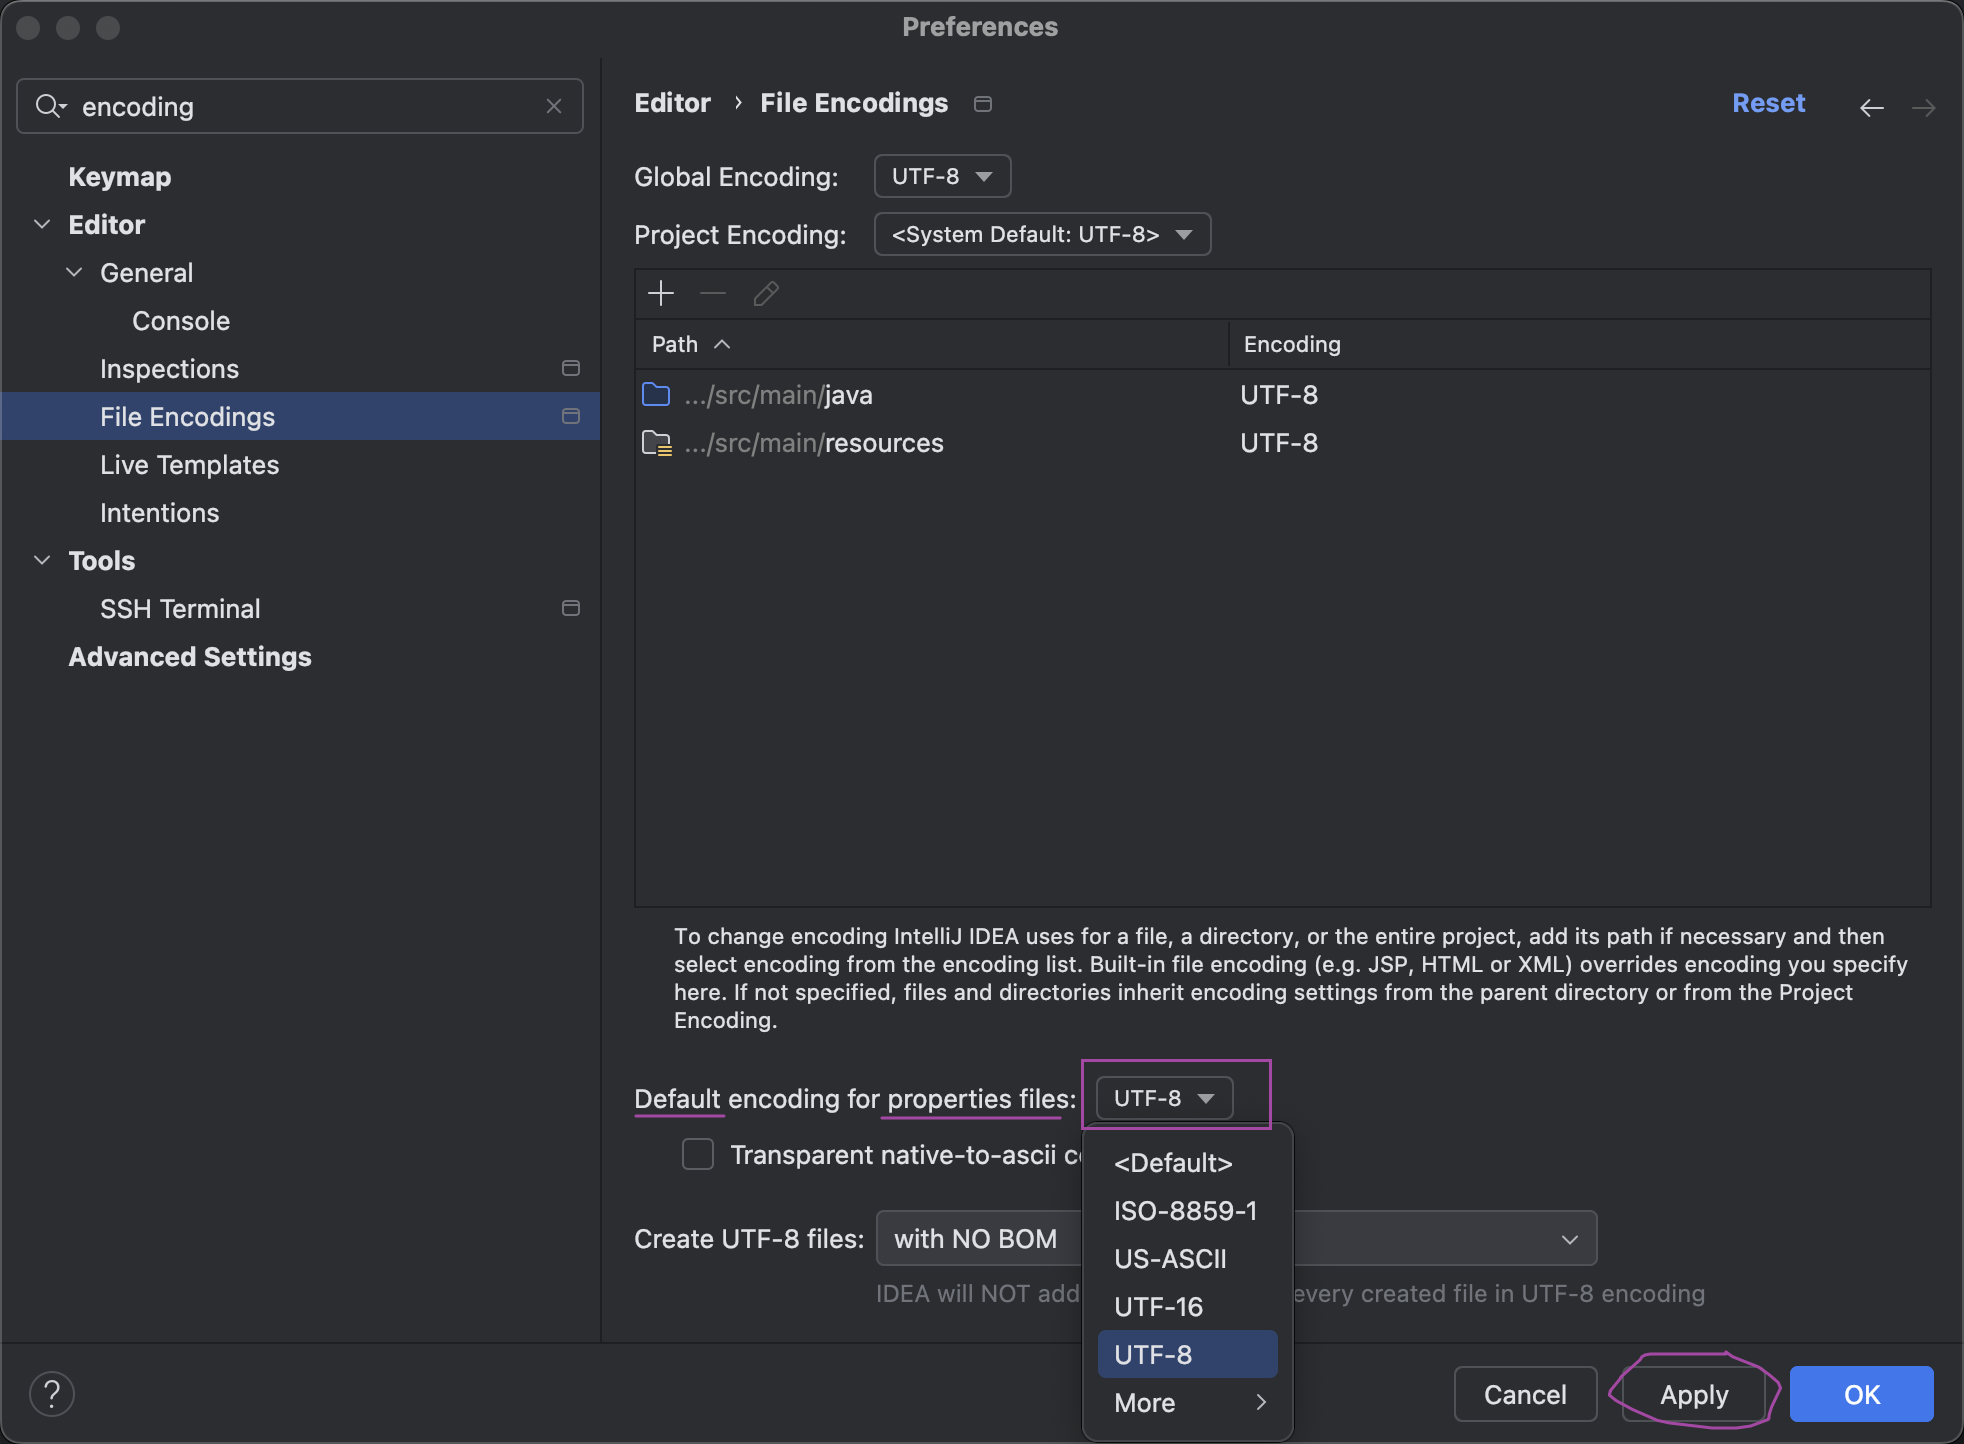 Preferences
encoding
Keymap
Editor
General
Console
Inspections
File Encodings
Live Templates
Intentions
Tools
SSH Terminal
Advanced Settings
Editor › File Encodings
Reset
Global Encoding: UTF-8
Project Encoding: <System Default: UTF-8>
Path Encoding
.../src/main/java UTF-8
.../src/main/resources UTF-8
To change encoding IntelliJ IDEA uses for a file, a directory, or the entire project, add its path if necessary and then
select encoding from the encoding list. Built-in file encoding (e.g. JSP, HTML or XML) overrides encoding you specify
here. If not specified, files and directories inherit encoding settings from the parent directory or from the Project
Encoding.
Default encoding for properties files: UTF-8
Transparent native-to-ascii
<Default>
ISO-8859-1
US-ASCII
UTF-16
UTF-8
More
Create UTF-8 files: with NO BOM
IDEA will NOT add every created file in UTF-8 encoding
?
Cancel
Apply
OK